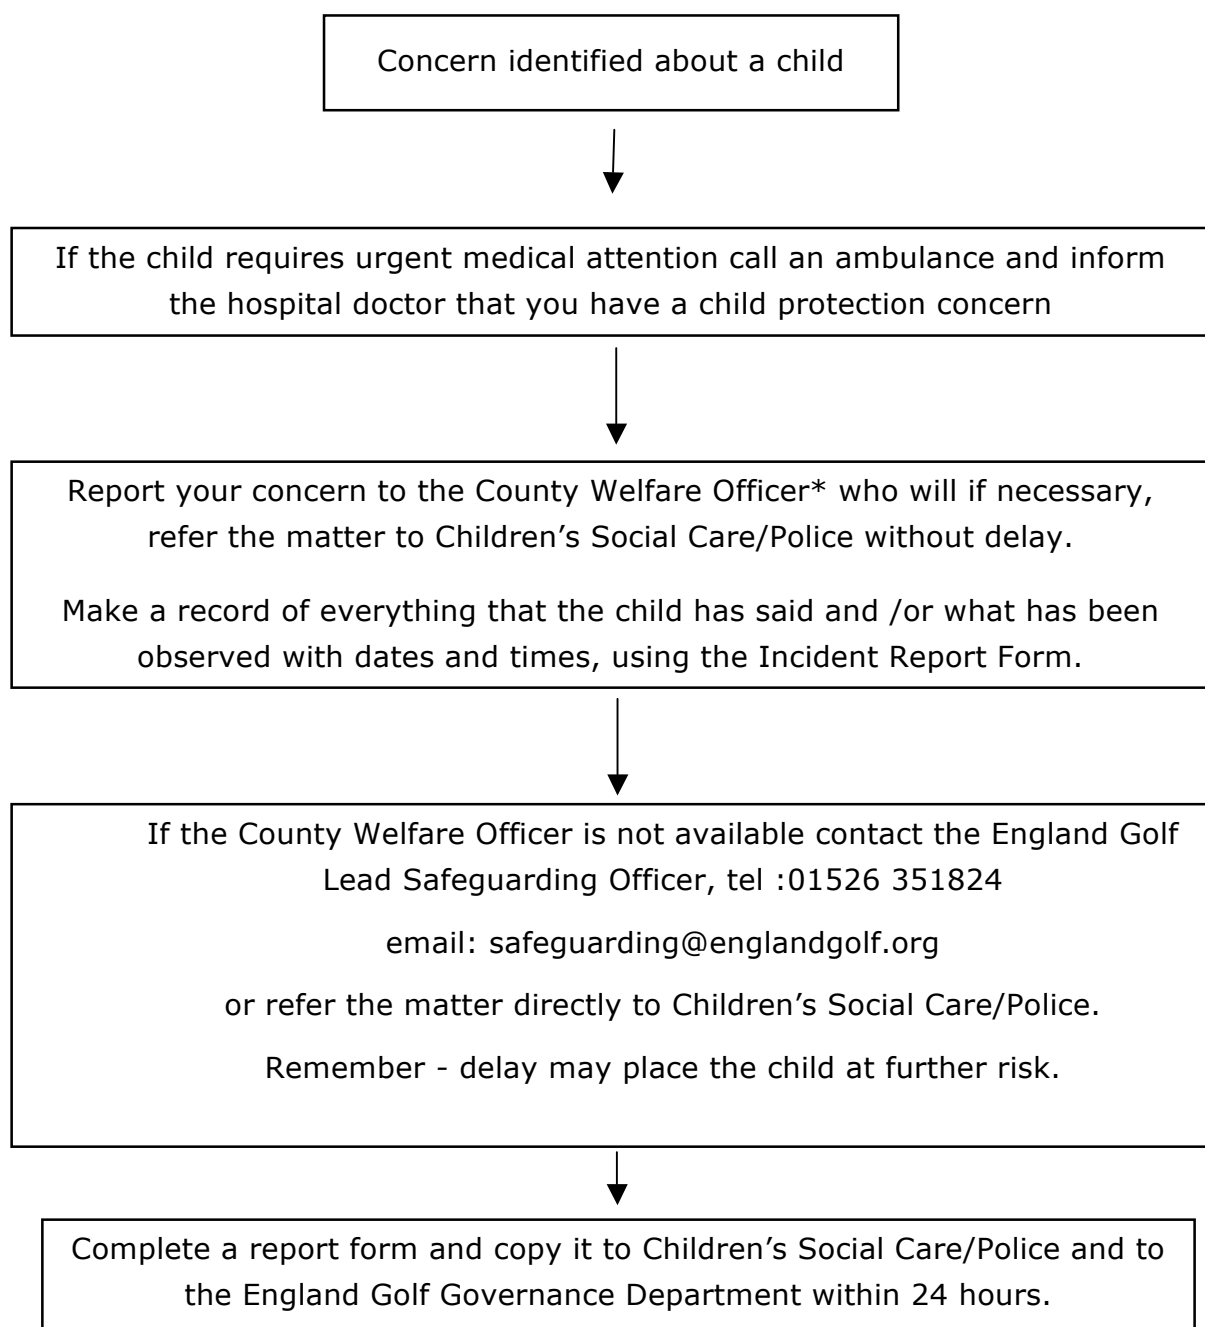 Concern identified about a child
If the child requires urgent medical attention call an ambulance and inform
the hospital doctor that you have a child protection concern
Report your concern to the County Welfare Officer* who will if necessary,
refer the matter to Children’s Social Care/Police without delay.
Make a record of everything that the child has said and /or what has been
observed with dates and times, using the Incident Report Form.
If the County Welfare Officer is not available contact the England Golf
Lead Safeguarding Officer, tel :01526 351824
email: safeguarding@englandgolf.org
or refer the matter directly to Children’s Social Care/Police.
Remember - delay may place the child at further risk.
Complete a report form and copy it to Children’s Social Care/Police and to
the England Golf Governance Department within 24 hours.